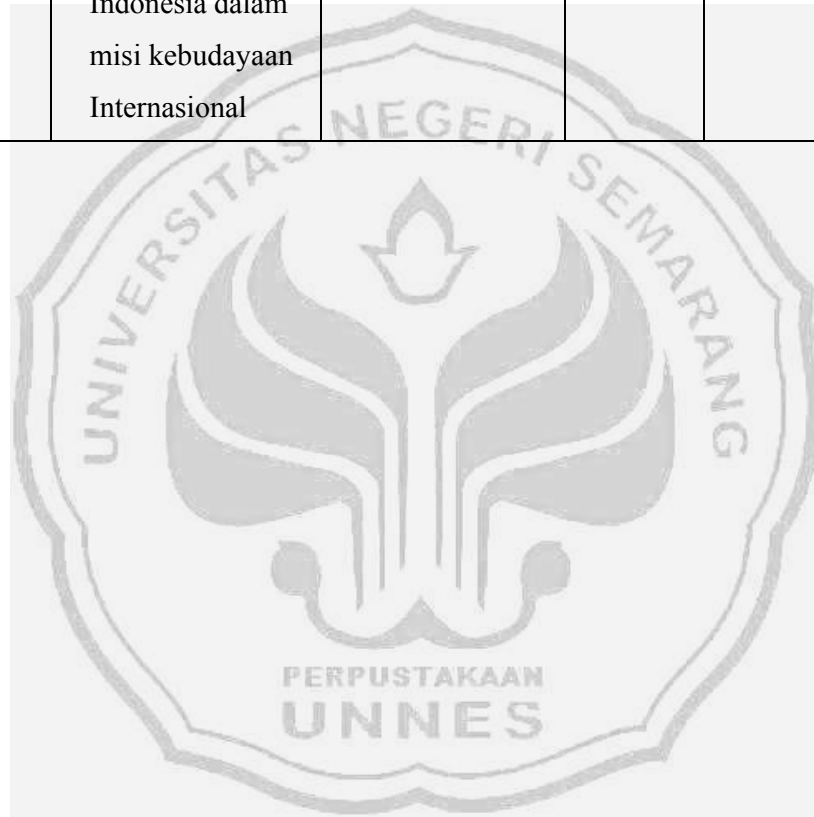 Indonesia dalam
misi kebudayaan
Internasional
UNIVERSITAS NEGERI SEMARANG
PERPUSTAKAAN
UNNES